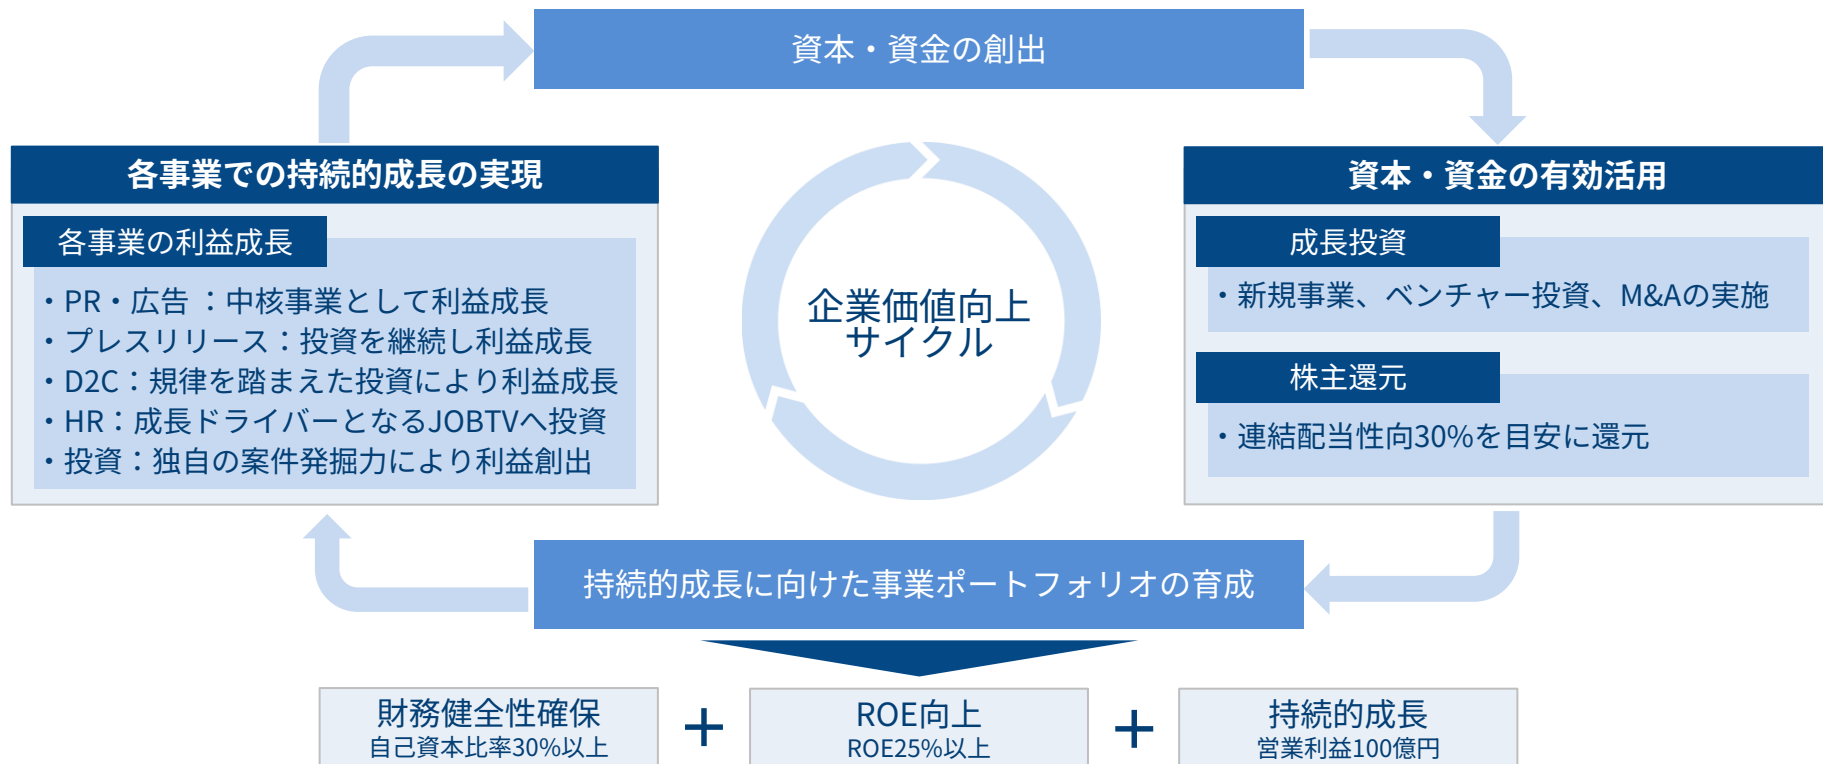 資本・資金の創出
各事業での持続的成長の実現
各事業の利益成長
・PR・広告 ：中核事業として利益成長
・プレスリリース：投資を継続し利益成長
・D2C：規律を踏まえた投資により利益成長
・HR：成長ドライバーとなるJOBTVへ投資
・投資：独自の案件発掘力により利益創出
企業価値向上
サイクル
資本・資金の有効活用
成長投資
・新規事業、ベンチャー投資、M&Aの実施
株主還元
・連結配当性向30%を目安に還元
持続的成長に向けた事業ポートフォリオの育成
財務健全性確保
自己資本比率30%以上
+
ROE向上
ROE25%以上
+
持続的成長
営業利益100億円